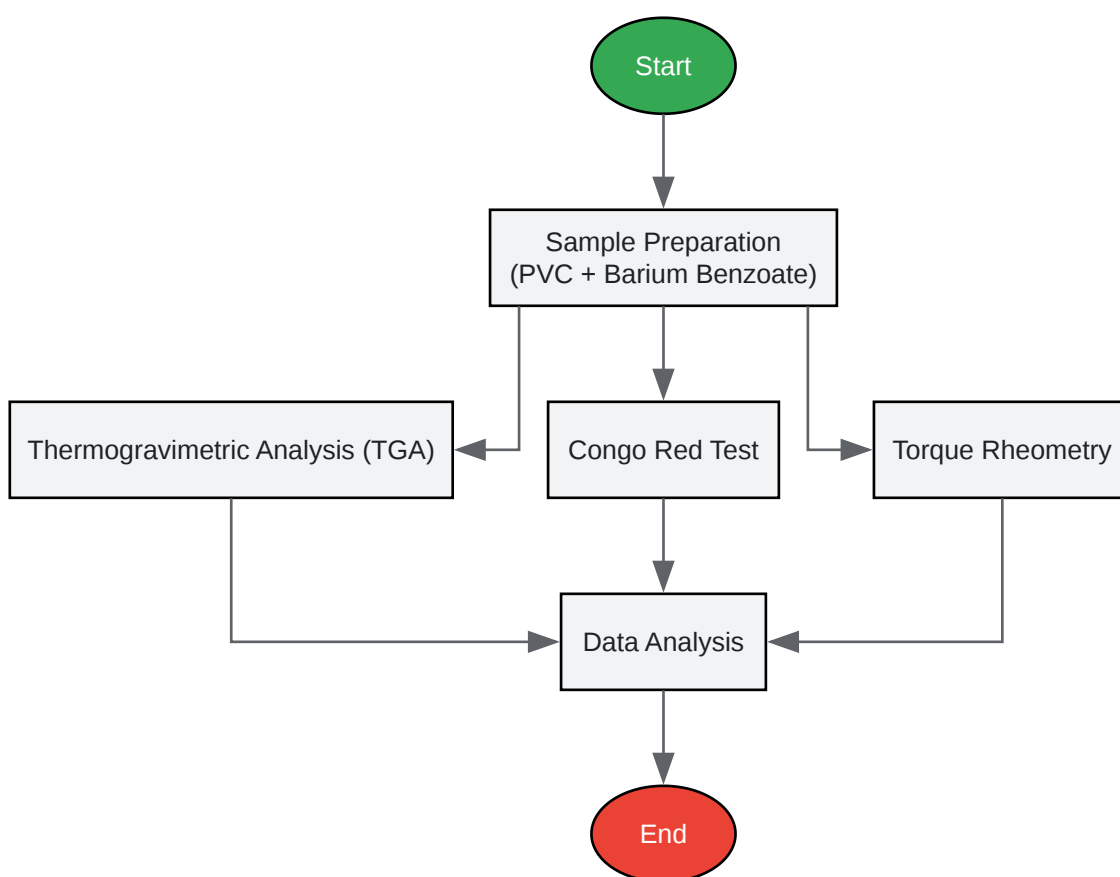 Start
Sample Preparation
(PVC + Barium Benzoate)
Thermogravimetric Analysis (TGA)
Congo Red Test
Torque Rheometry
Data Analysis
End